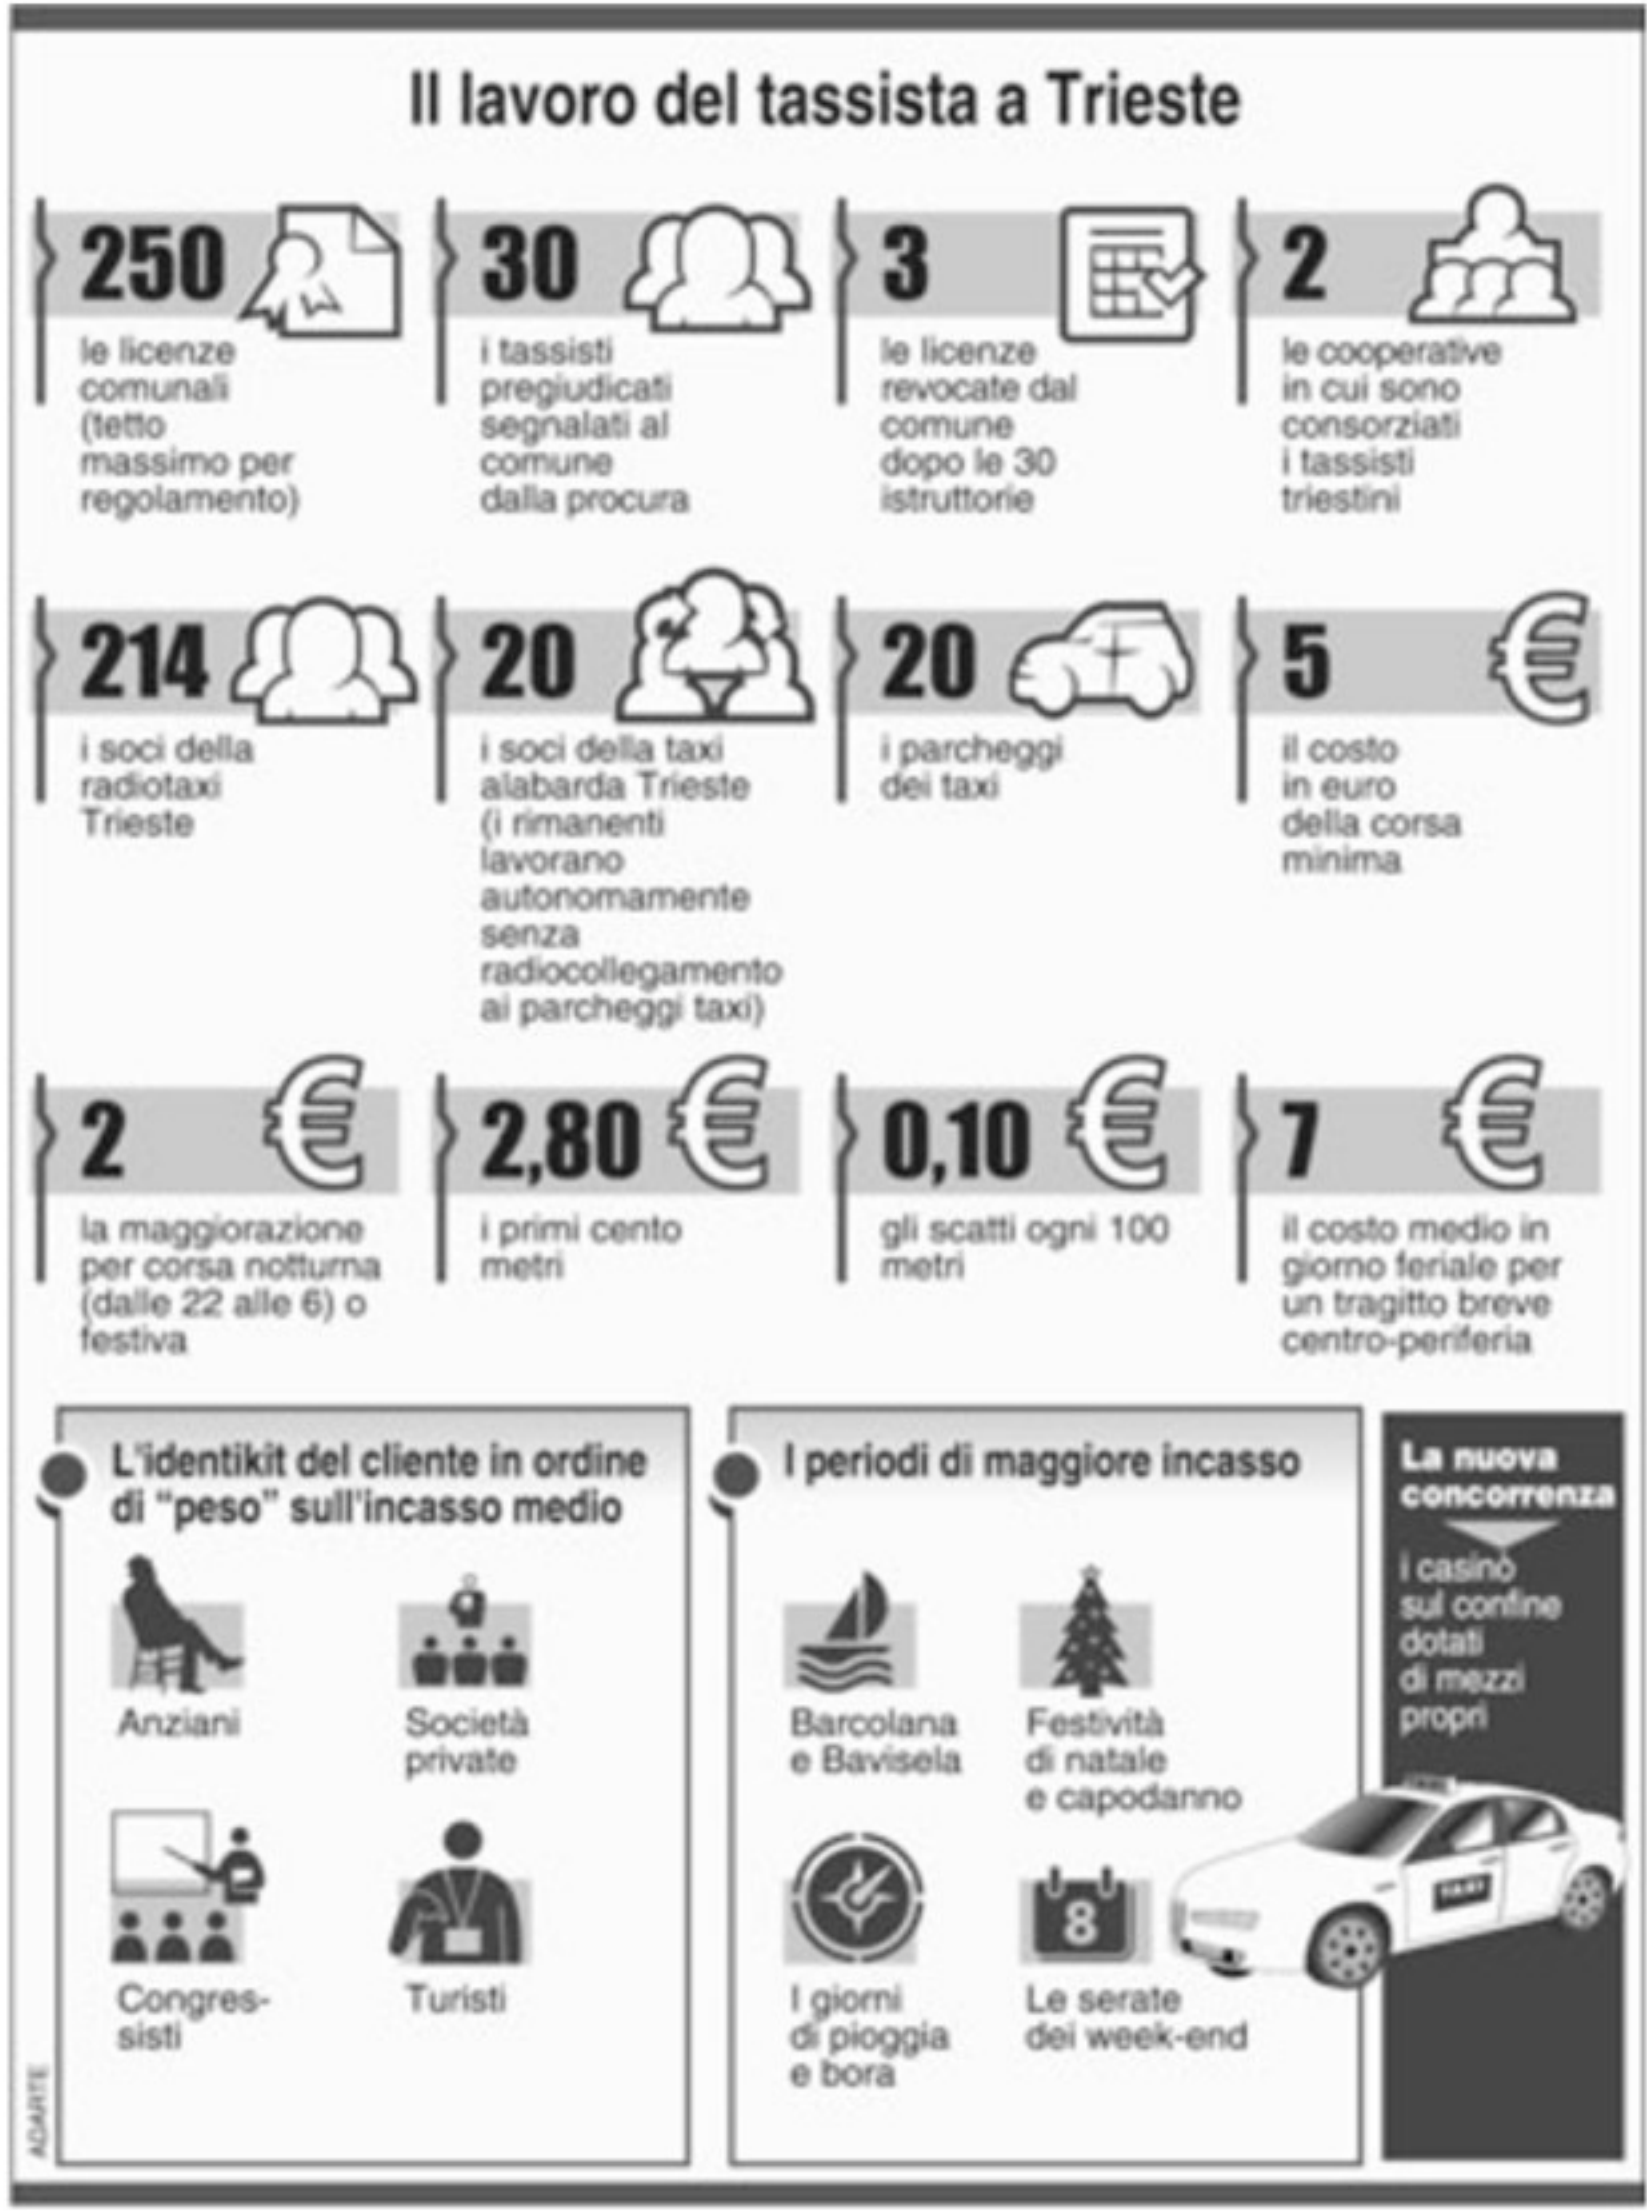 Il lavoro del tassista a Trieste
250
le licenze
comunali
(tetto
massimo per
regolamento)
30
i tassisti
pregiudicati
segnalati al
comune
dalla procura
3
le licenze
revocate dal
comune
dopo le 30
istruttorie
2
le cooperative
in cui sono
consorziati
i tassisti
triestini
214
i soci della
radiotaxi
Trieste
20
i soci della taxi
alabarda Trieste
(i rimanenti
lavorano
autonomamente
senza
radiocollegamento
ai parcheggi taxi)
20
i parcheggi
dei taxi
5 €
il costo
in euro
della corsa
minima
2 €
la maggiorazione
per corsa notturna
(dalle 22 alle 6) o
festiva
2,80 €
i primi cento
metri
0,10 €
gli scatti ogni 100
metri
7 €
il costo medio in
giorno feriale per
un tragitto breve
centro-periferia
L'identikit del cliente in ordine
di “peso” sull'incasso medio
Anziani
Società
private
Congres-
sisti
Turisti
I periodi di maggiore incasso
Barcolana
e Bavisela
Festività
di natale
e capodanno
I giorni
di pioggia
e bora
8
Le serate
dei week-end
La nuova
concorrenza
i casinò
sul confine
dotati
di mezzi
propri
TAXI
ADARTE